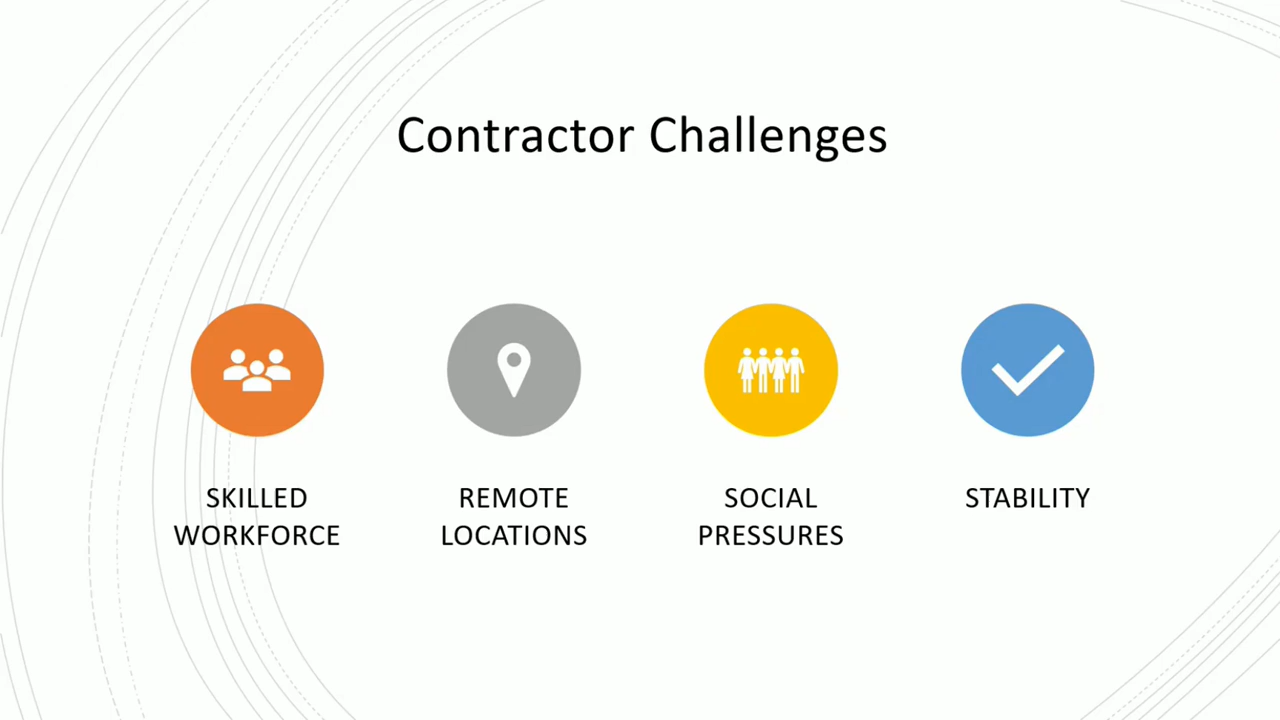 Contractor Challenges
SKILLED
WORKFORCE
REMOTE
LOCATIONS
SOCIAL
PRESSURES
STABILITY